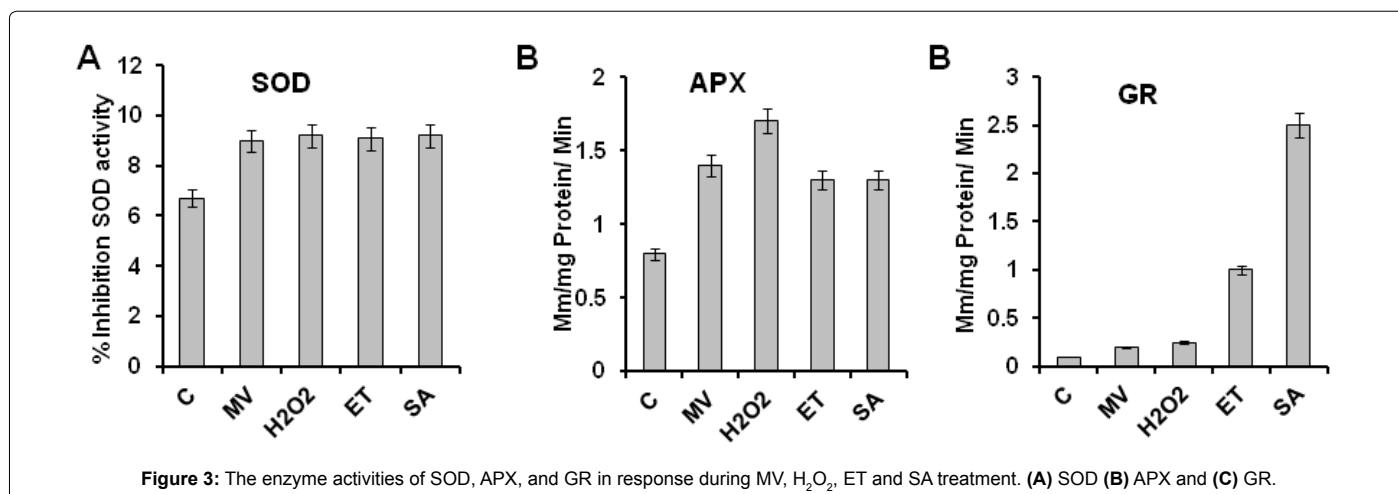 A
SOD
% Inhibition SOD activity
12
10
8
6
4
2
0
C
MV
H2O2
ET
SA
B
APX
Mm/mg Protein/ Min
2
1.5
1
0.5
0
C
MV
H2O2
ET
SA
B
GR
Mm/mg Protein/ Min
3
2.5
2
1.5
1
0.5
0
C
MV
H2O2
ET
SA
Figure 3: The enzyme activities of SOD, APX, and GR in response during MV, H₂O₂, ET and SA treatment. (A) SOD (B) APX and (C) GR.